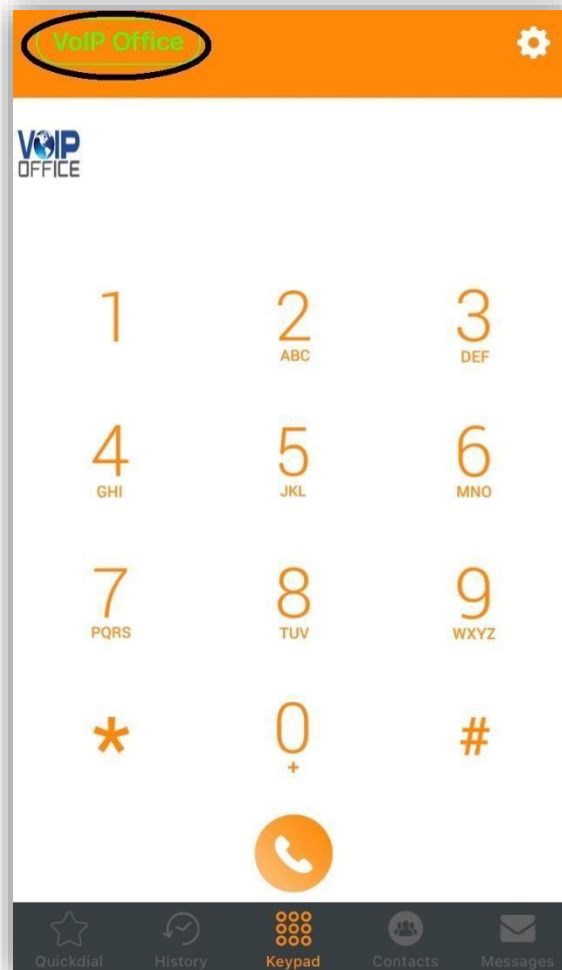 VoIP Office
VOIP
OFFICE
1 2 3
ABC DEF
4 5 6
GHI JKL MNO
7 8 9
PQRS TUV WXYZ
* 0 #
+
Quickdial History Keypad Contacts Messages